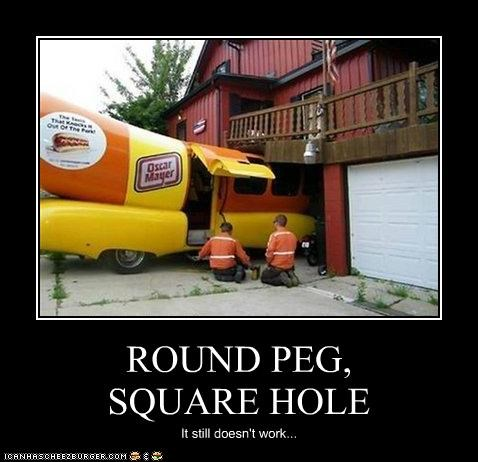 The Taste
That Knocks It
Out Of The Park!
Oscar
Mayer
ROUND PEG,
SQUARE HOLE
It still doesn't work...
ICANHASCHEEZBURGER.COM